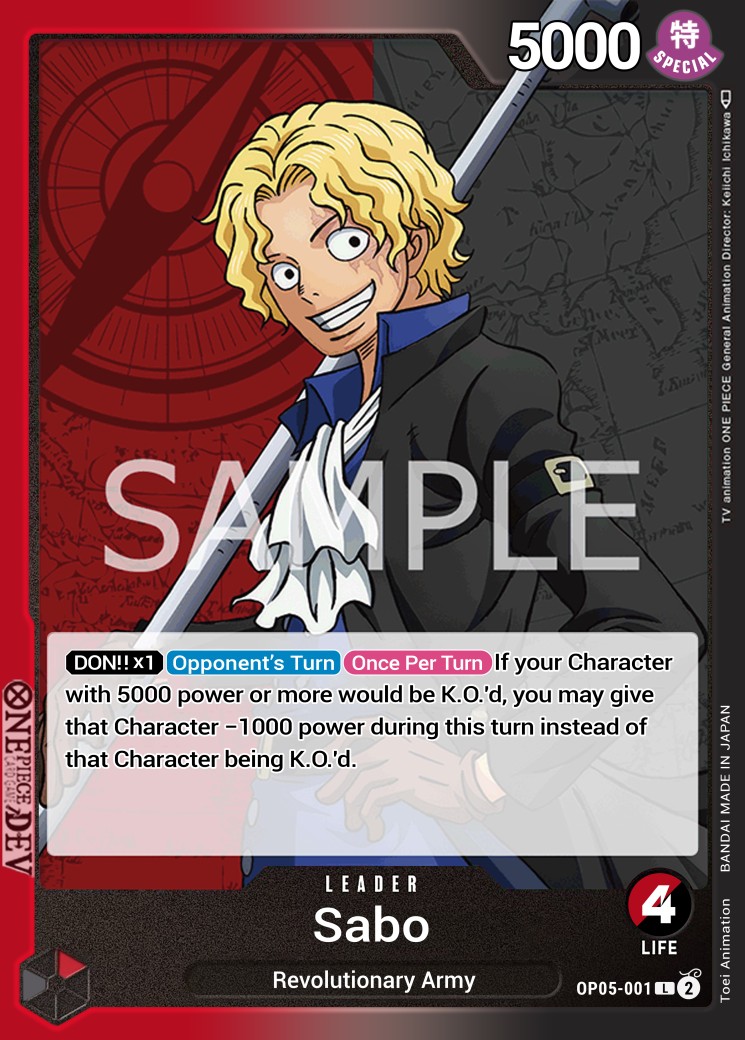 5000
特
SPECIAL
SAMPLE
DON!! x1 Opponent's Turn Once Per Turn If your Character
with 5000 power or more would be K.O.'d, you may give
that Character −1000 power during this turn instead of
that Character being K.O.'d.
LEADER
Sabo
Revolutionary Army
4
LIFE
OP05-001 L 2
ONE PIECE
CARD GAME
.DEV
TV animation ONE PIECE General Animation Director: Keiichi Ichikawa
BANDAI MADE IN JAPAN
Toei Animation